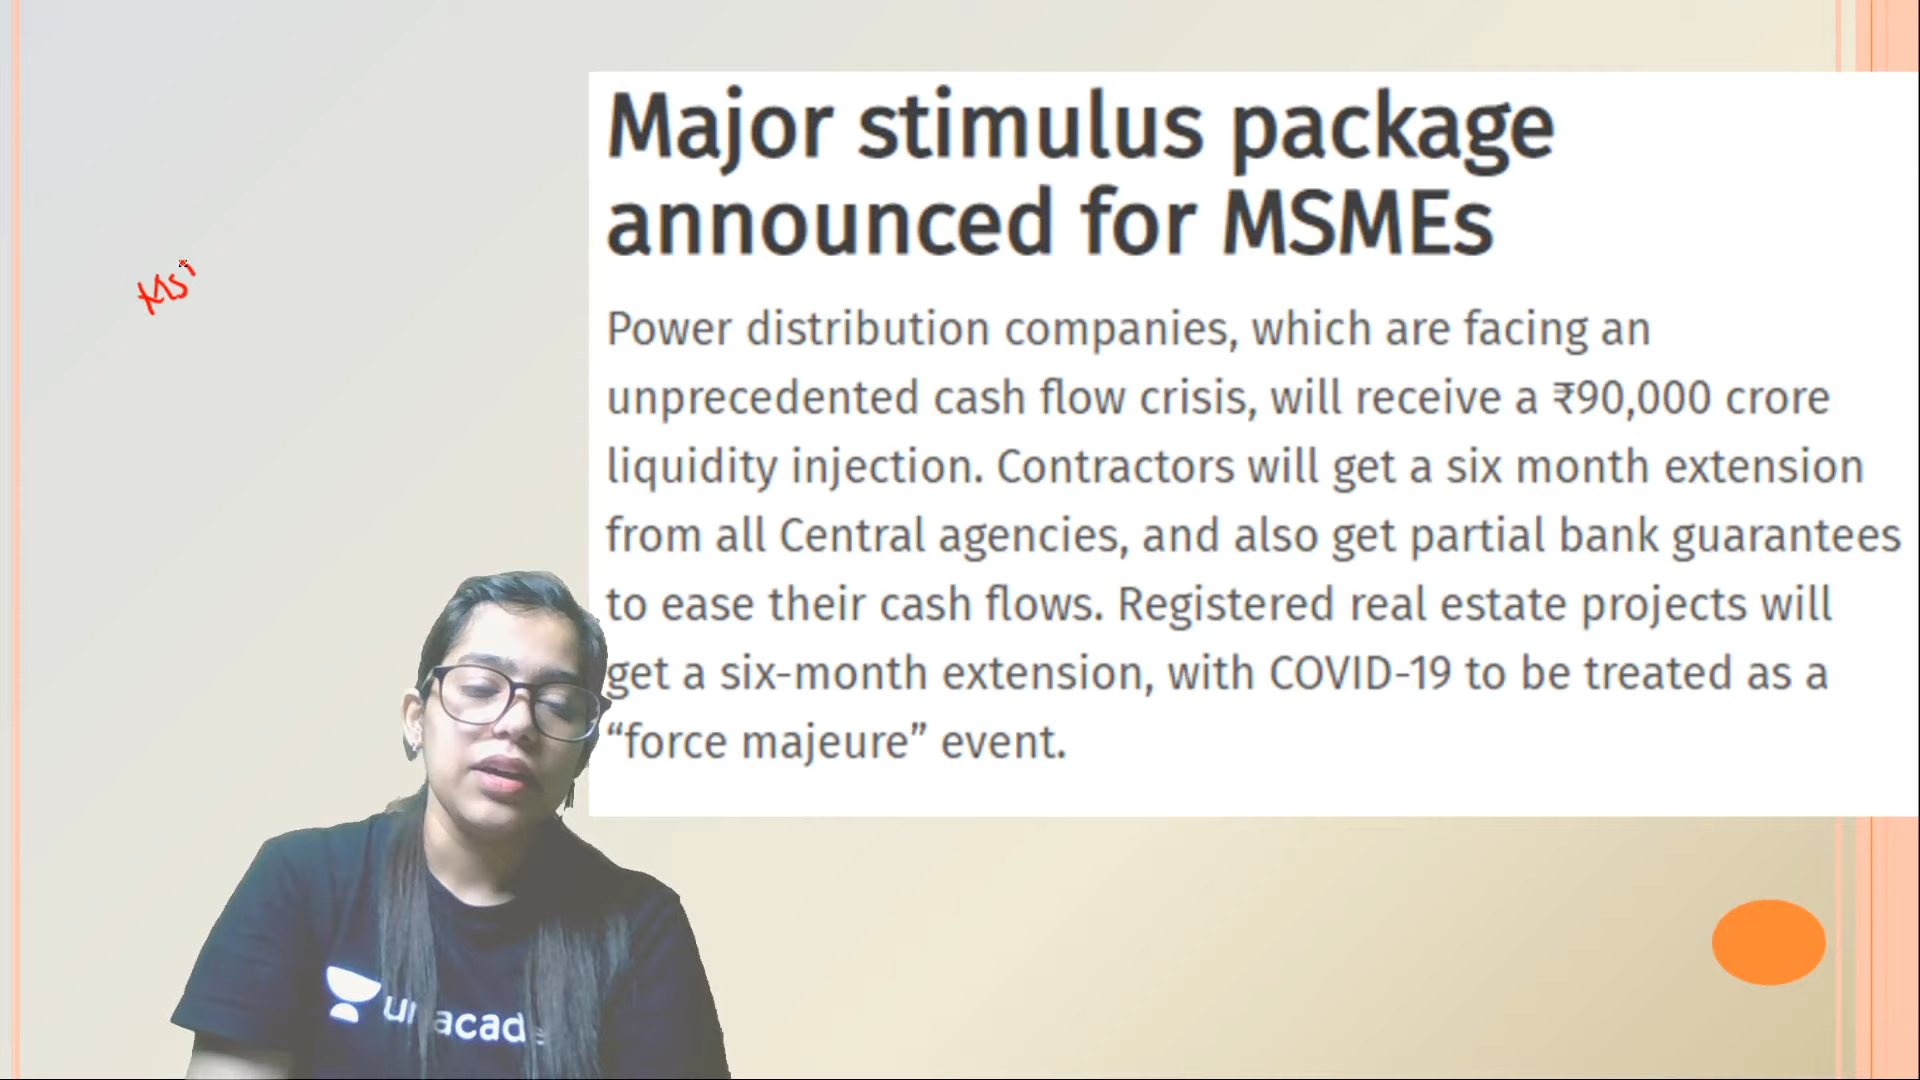 Major stimulus package
announced for MSMEs
Power distribution companies, which are facing an
unprecedented cash flow crisis, will receive a ₹90,000 crore
liquidity injection. Contractors will get a six month extension
from all Central agencies, and also get partial bank guarantees
to ease their cash flows. Registered real estate projects will
get a six-month extension, with COVID-19 to be treated as a
“force majeure” event.
MS